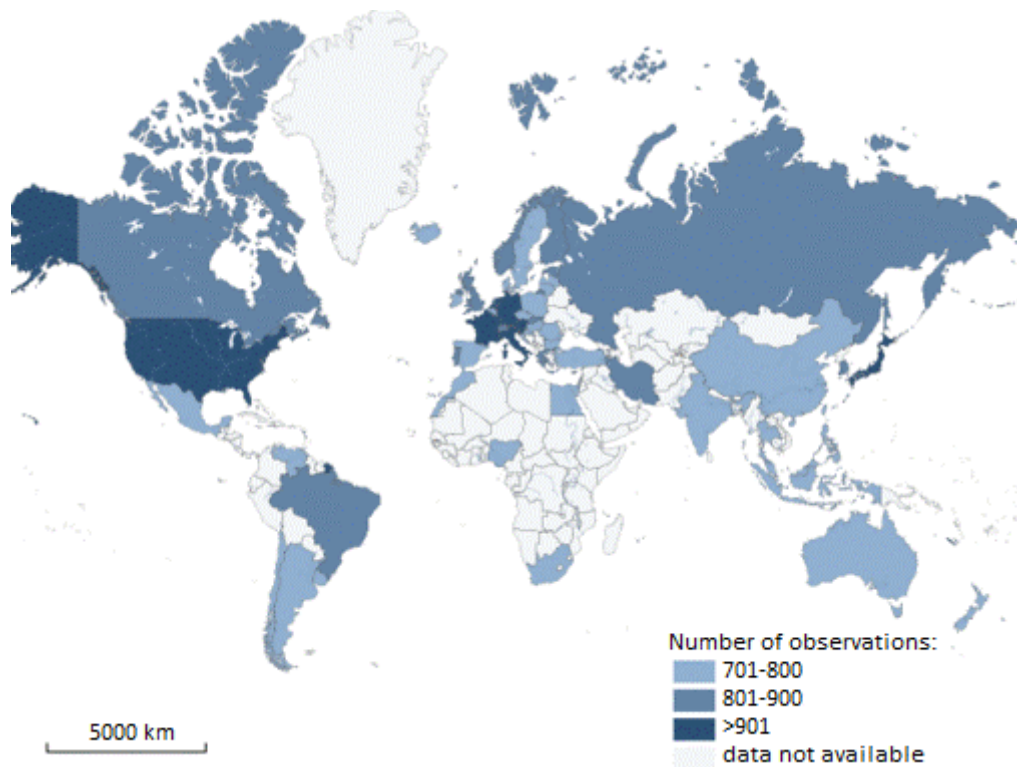 Number of observations:
701-800
801-900
>901
data not available
5000 km